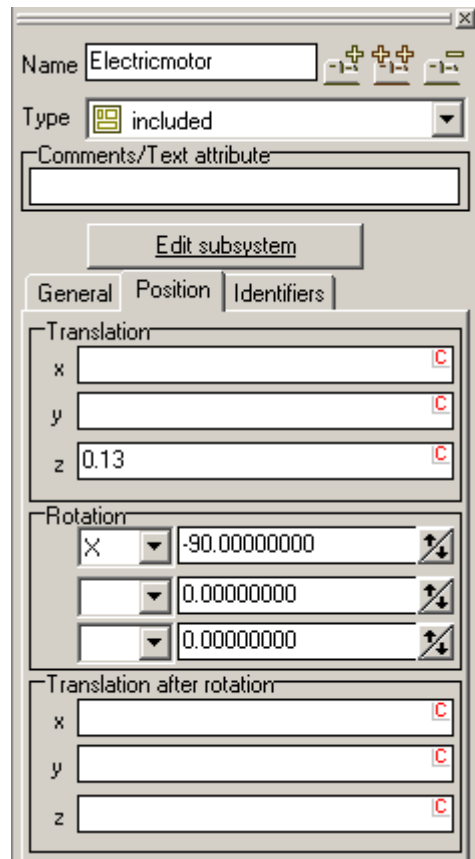 Name Electricmotor
Type included
Comments/Text attribute
Edit subsystem
General Position Identifiers
Translation
x C
y C
z 0.13 C
Rotation
X -90.00000000
0.00000000
0.00000000
Translation after rotation
x C
y C
z C